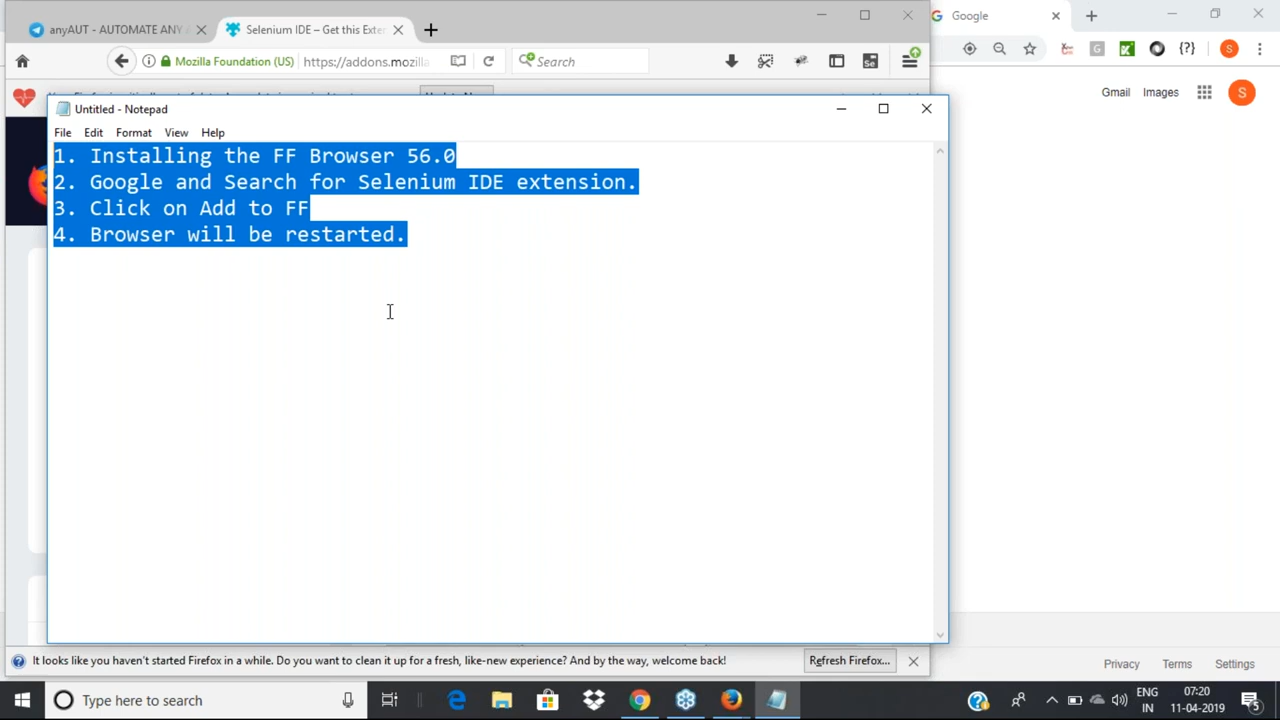 anyAUT - AUTOMATE ANY
Selenium IDE – Get this Exte
Google
Mozilla Foundation (US)
https://addons.mozilla
Search
Gmail
Images
S
S
Untitled - Notepad
File Edit Format View Help
1. Installing the FF Browser 56.0
2. Google and Search for Selenium IDE extension.
3. Click on Add to FF
4. Browser will be restarted.
It looks like you haven't started Firefox in a while. Do you want to clean it up for a fresh, like-new experience? And by the way, welcome back!
Refresh Firefox...
Privacy Terms Settings
Type here to search
ENG
IN
07:20
11-04-2019
5